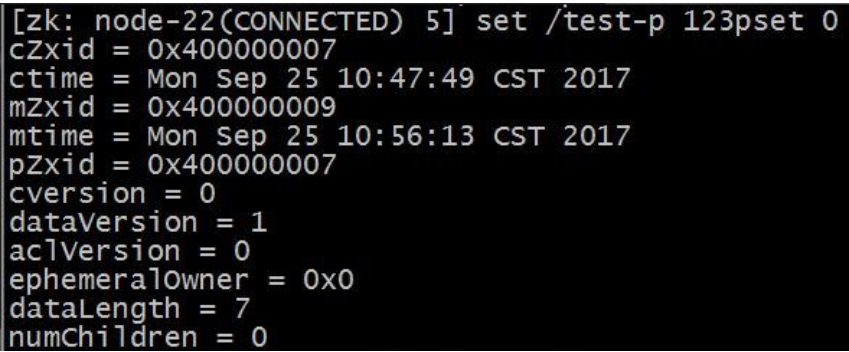 [zk: node-22(CONNECTED) 5] set /test-p 123pset 0
cZxid = 0x400000007
ctime = Mon Sep 25 10:47:49 CST 2017
mZxid = 0x400000009
mtime = Mon Sep 25 10:56:13 CST 2017
pZxid = 0x400000007
cversion = 0
dataVersion = 1
aclVersion = 0
ephemeralOwner = 0x0
dataLength = 7
numChildren = 0